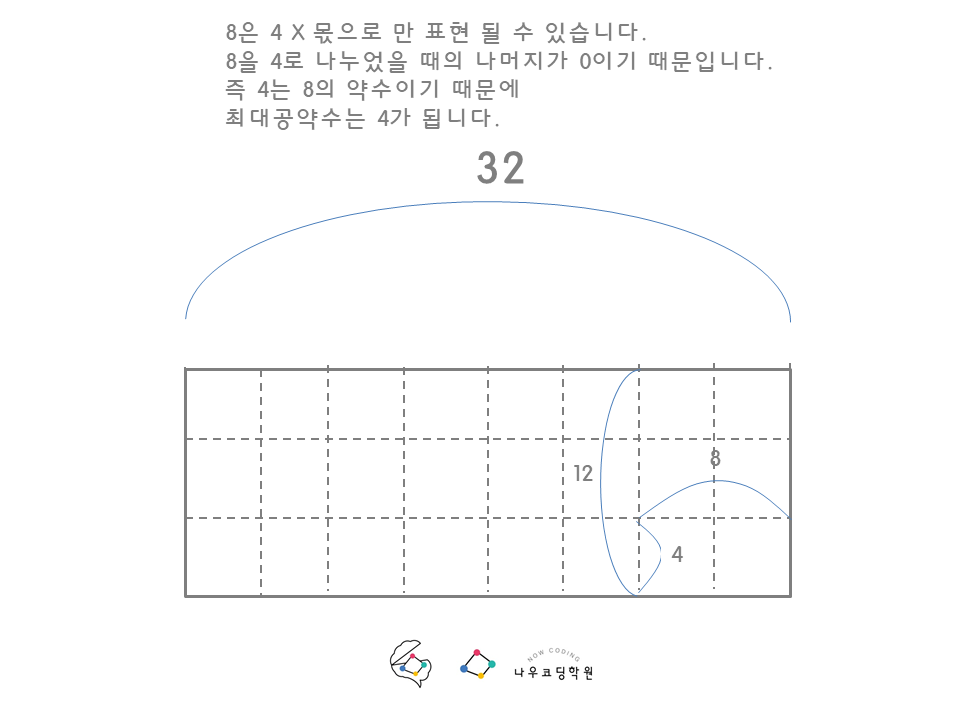 8은 4 X 몫으로 만 표현 될 수 있습니다.
8을 4로 나누었을 때의 나머지가 0이기 때문입니다.
즉 4는 8의 약수이기 때문에
최대공약수는 4가 됩니다.
32
8
12
4
NOW CODING
나우코딩학원